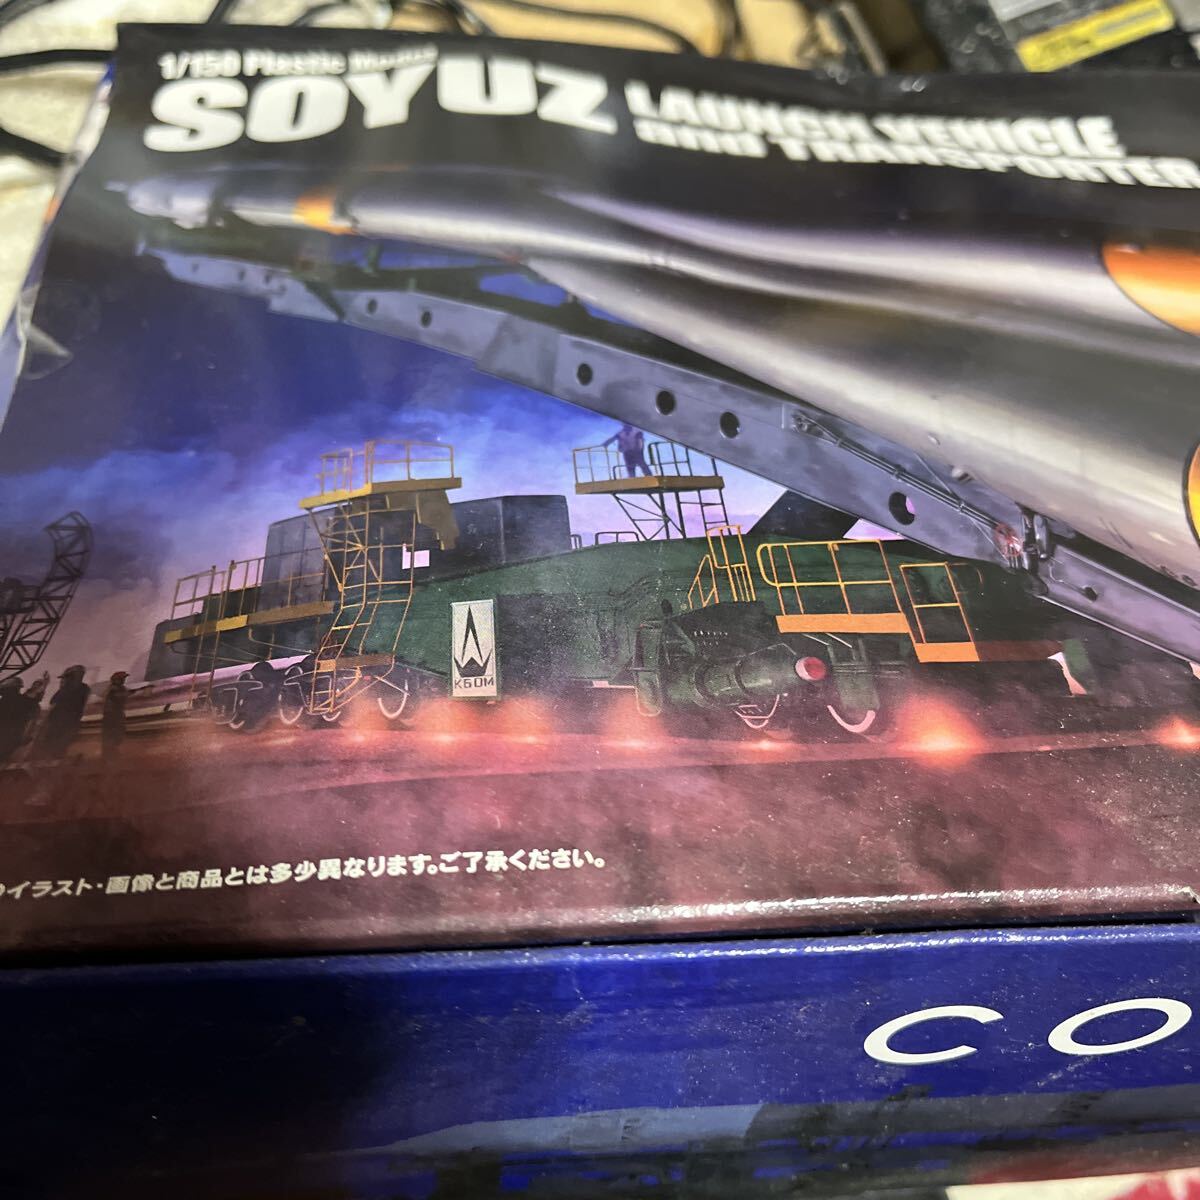 1/150 Plastic Model
SOYUZ
LAUNCH VEHICLE
AND TRANSPORTER
КБОМ
イラスト・画像と商品とは多少異なります。ご了承ください。
CO